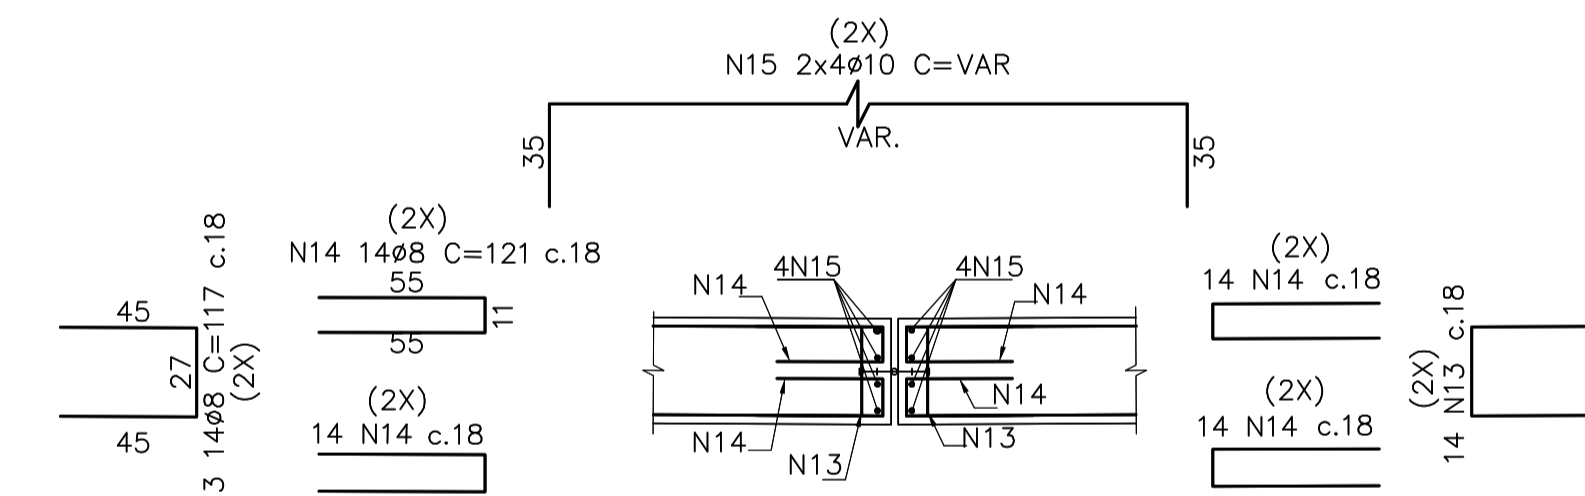 (2X)
N15 2x4ø10 C=VAR
VAR.
35
35
(2X)
N14 14ø8 C=121 c.18
55
11
55
45
27
45
3 14ø8 C=117 c.18
(2X)
(2X)
14 N14 c.18
4N15
4N15
N14
N14
N14
N14
N13
N13
(2X)
14 N14 c.18
(2X)
14 N14 c.18
(2X)
14 N13 c.18